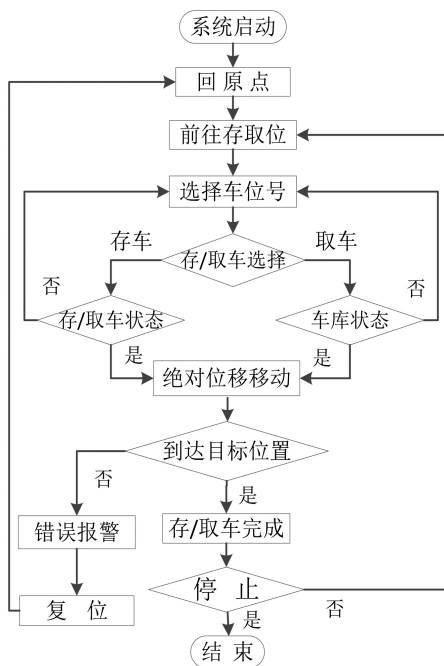 系统启动
回原点
前往存取位
选择车位号
存车
取车
存/取车选择
否
否
存/取车状态
车库状态
是
是
绝对位移移动
到达目标位置
否
是
错误报警
存/取车完成
复位
停止
否
是
结束